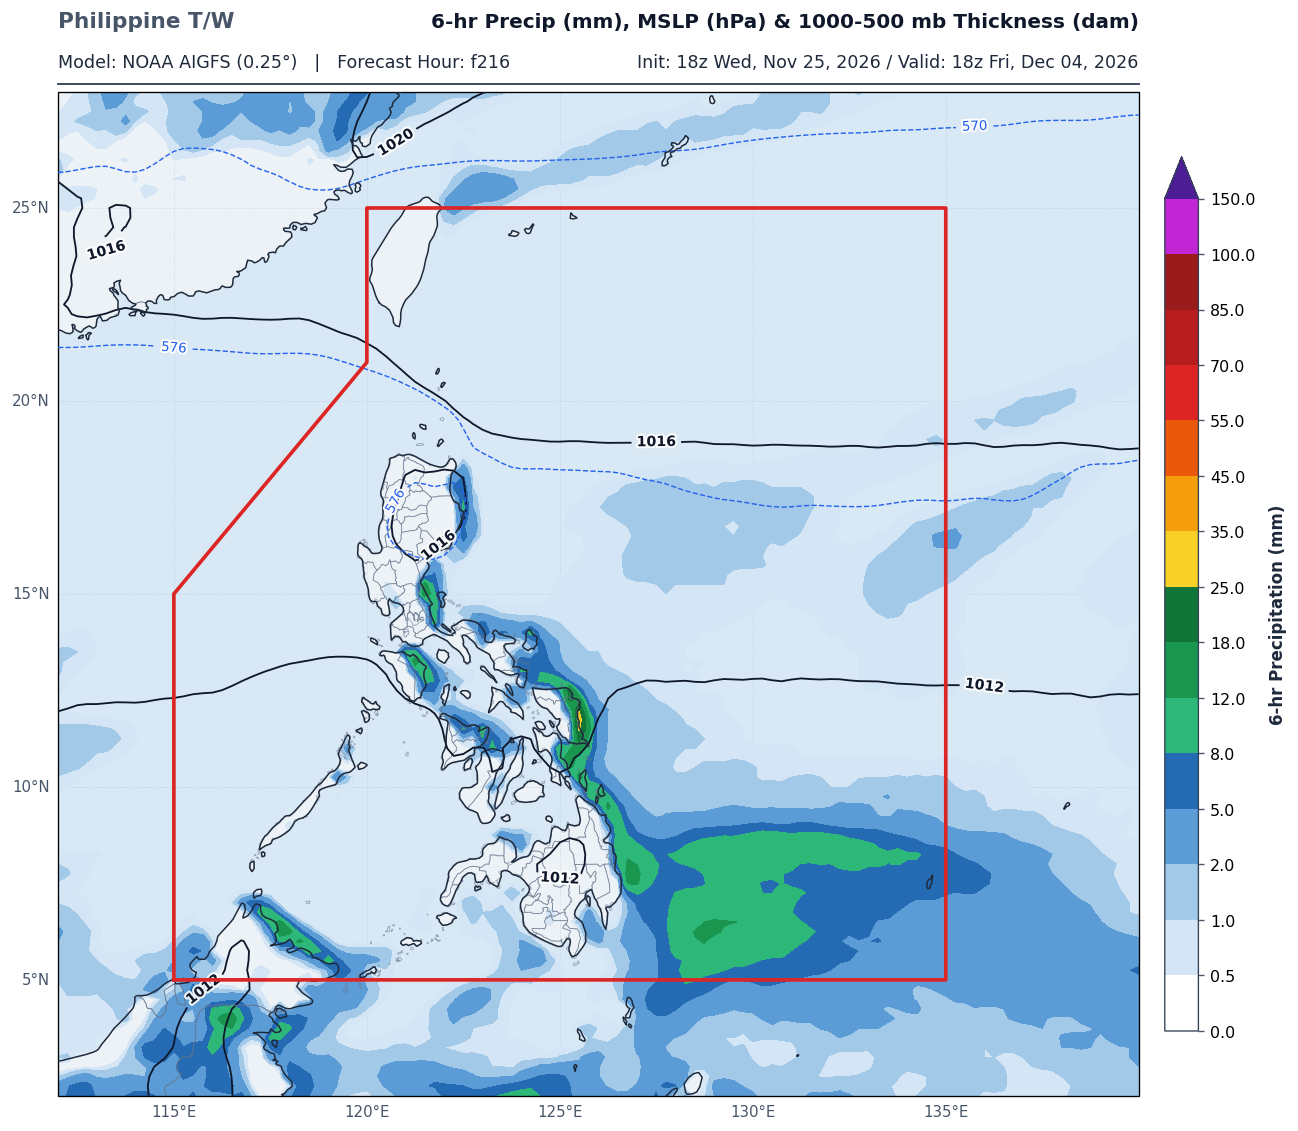 Philippine T/W
6-hr Precip (mm), MSLP (hPa) & 1000-500 mb Thickness (dam)
Model: NOAA AIGFS (0.25°) | Forecast Hour: f216
Init: 18z Wed, Nov 25, 2026 / Valid: 18z Fri, Dec 04, 2026
1020
570
25°N
1016
576
20°N
1016
576
1016
15°N
1012
10°N
1012
5°N
1012
115°E
120°E
125°E
130°E
135°E
150.0
100.0
85.0
70.0
55.0
45.0
35.0
25.0
18.0
12.0
8.0
5.0
2.0
1.0
0.5
0.0
6-hr Precipitation (mm)